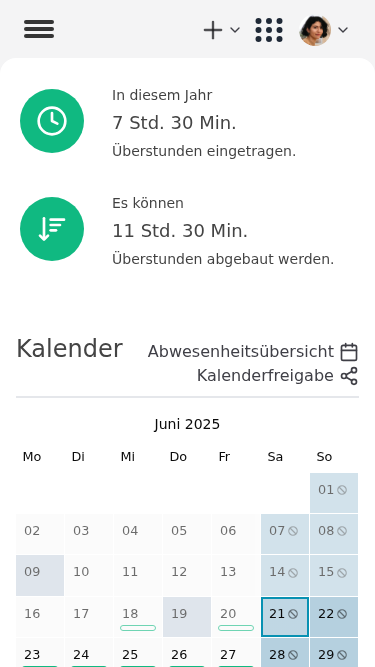 In diesem Jahr
7 Std. 30 Min.
Überstunden eingetragen.
Es können
11 Std. 30 Min.
Überstunden abgebaut werden.
Kalender
Abwesenheitsübersicht
Kalenderfreigabe
Juni 2025
Mo Di Mi Do Fr Sa So
01
02 03 04 05 06 07 08
09 10 11 12 13 14 15
16 17 18 19 20 21 22
23 24 25 26 27 28 29